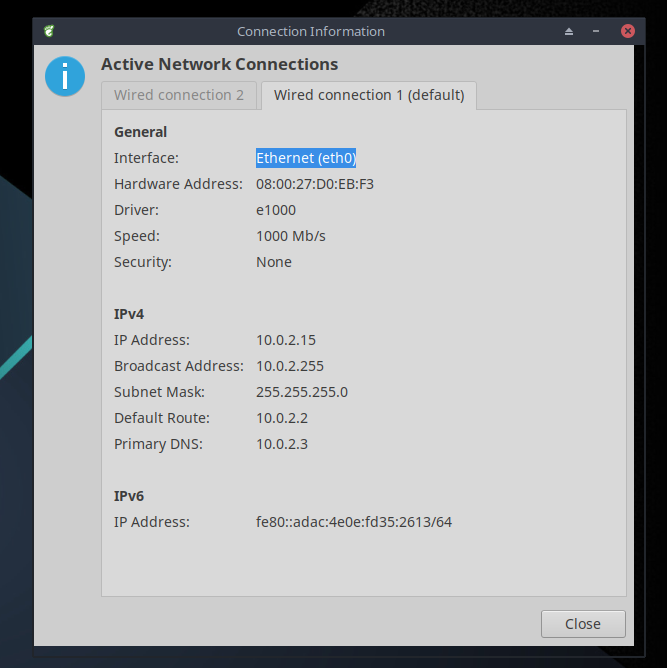 Connection Information
Active Network Connections
Wired connection 2
Wired connection 1 (default)
General
Interface: Ethernet (eth0)
Hardware Address: 08:00:27:D0:EB:F3
Driver: e1000
Speed: 1000 Mb/s
Security: None
IPv4
IP Address: 10.0.2.15
Broadcast Address: 10.0.2.255
Subnet Mask: 255.255.255.0
Default Route: 10.0.2.2
Primary DNS: 10.0.2.3
IPv6
IP Address: fe80::adac:4e0e:fd35:2613/64
Close